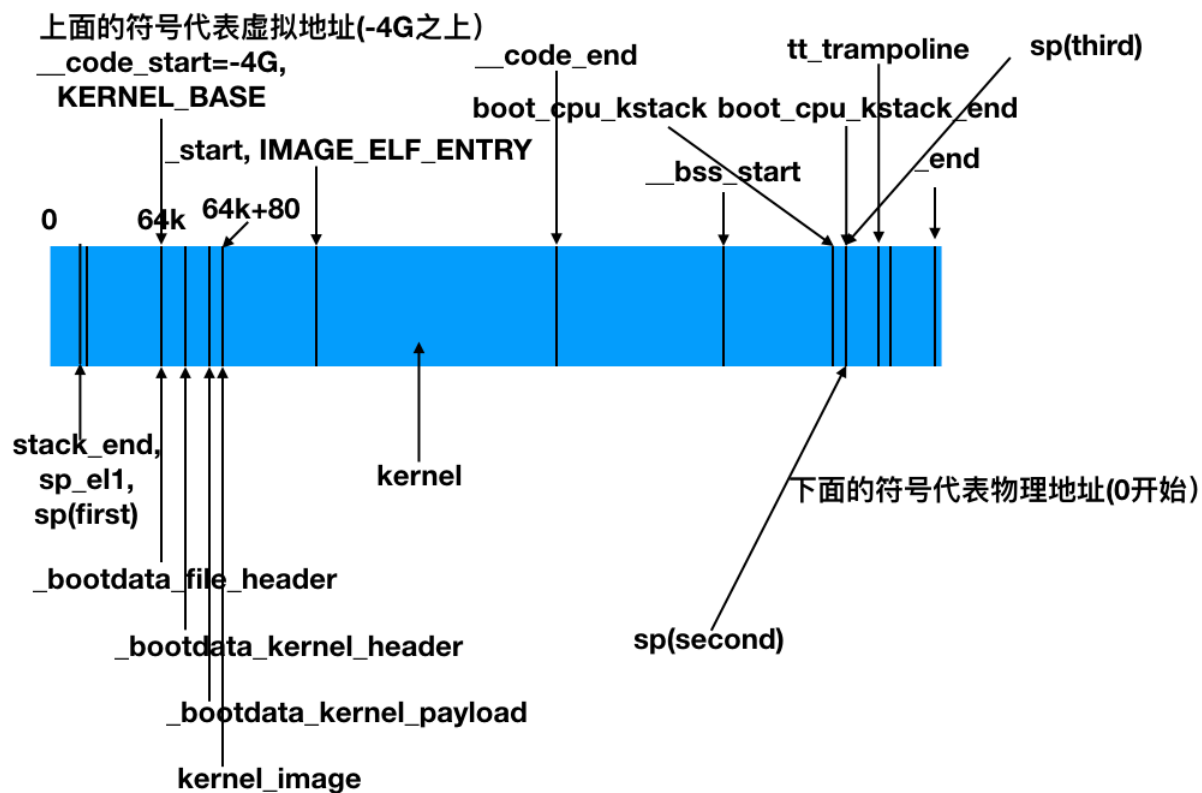 上面的符号代表虚拟地址(-4G之上）
__code_start=-4G,
KERNEL_BASE
__code_end
tt_trampoline
sp(third)
boot_cpu_kstack
boot_cpu_kstack_end
_start, IMAGE_ELF_ENTRY
__bss_start
_end
0
64k
64k+80
stack_end,
sp_el1,
sp(first)
kernel
下面的符号代表物理地址(0开始）
_bootdata_file_header
_bootdata_kernel_header
sp(second)
_bootdata_kernel_payload
kernel_image